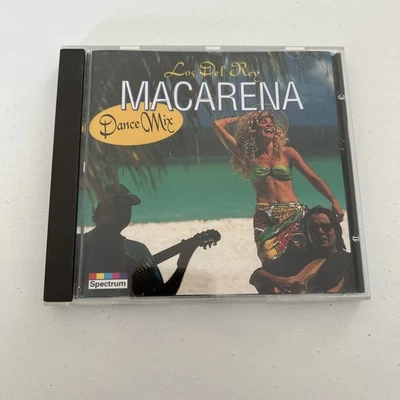 Los Del Rey
MACARENA
Dance Mix
Spectrum